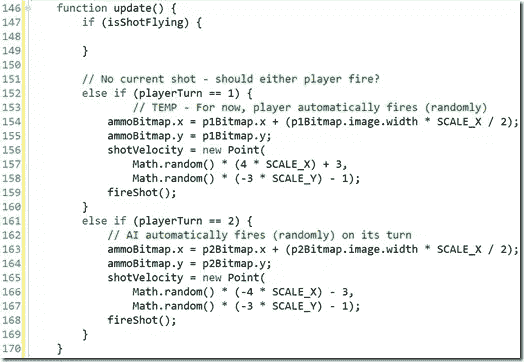 146 function update() {
147 if (isShotFlying) {
148
149 }
150
151 // No current shot - should either player fire?
152 else if (playerTurn == 1) {
153 // TEMP - For now, player automatically fires (randomly)
154 ammoBitmap.x = p1Bitmap.x + (p1Bitmap.image.width * SCALE_X / 2);
155 ammoBitmap.y = p1Bitmap.y;
156 shotVelocity = new Point(
157 Math.random() * (4 * SCALE_X) + 3,
158 Math.random() * (-3 * SCALE_Y) - 1);
159 fireShot();
160 }
161 else if (playerTurn == 2) {
162 // AI automatically fires (randomly) on its turn
163 ammoBitmap.x = p2Bitmap.x + (p2Bitmap.image.width * SCALE_X / 2);
164 ammoBitmap.y = p2Bitmap.y;
165 shotVelocity = new Point(
166 Math.random() * (-4 * SCALE_X) - 3,
167 Math.random() * (-3 * SCALE_Y) - 1);
168 fireShot();
169 }
170 }